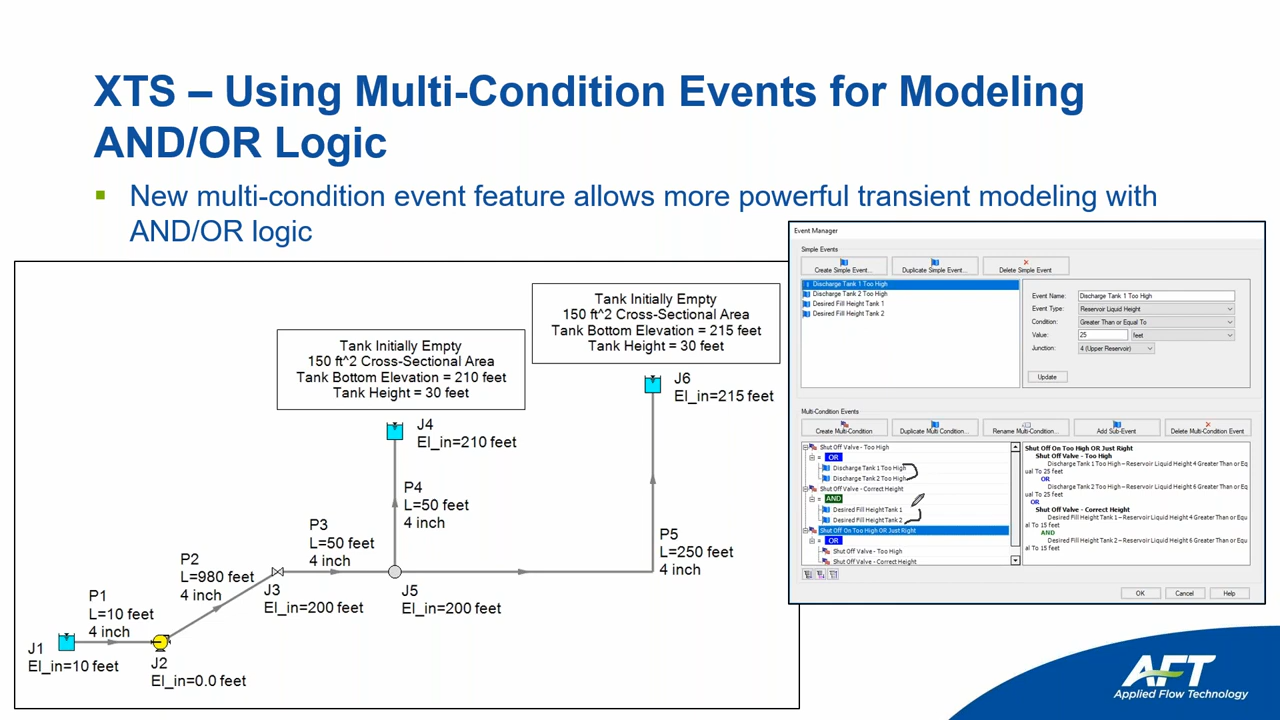 XTS – Using Multi-Condition Events for Modeling
AND/OR Logic
New multi-condition event feature allows more powerful transient modeling with
AND/OR logic
Tank Initially Empty
150 ft^2 Cross-Sectional Area
Tank Bottom Elevation = 215 feet
Tank Height = 30 feet
Tank Initially Empty
150 ft^2 Cross-Sectional Area
Tank Bottom Elevation = 210 feet
Tank Height = 30 feet
J6
El_in=215 feet
J4
El_in=210 feet
P4
L=50 feet
4 inch
P3
L=50 feet
4 inch
P5
L=250 feet
4 inch
P2
L=980 feet
4 inch
J3
El_in=200 feet
J5
El_in=200 feet
P1
L=10 feet
4 inch
J1
El_in=10 feet
J2
El_in=0.0 feet
Event Manager
Simple Events
Create Simple Event...
Duplicate Simple Event...
Delete Simple Event
Discharge Tank 1 Too High
Discharge Tank 2 Too High
Desired Fill Height Tank 1
Desired Fill Height Tank 2
Event Name: Discharge Tank 1 Too High
Event Type: Reservoir Liquid Height
Condition: Greater Than or Equal To
Value: 25 feet
Junction: 4 (Upper Reservoir)
Update
Multi-Condition Events
Create Multi-Condition
Duplicate Multi Condition...
Rename Multi-Condition...
Add Sub-Event
Delete Multi-Condition Event
Shut Off Valve - Too High
OR
Discharge Tank 1 Too High
Discharge Tank 2 Too High
Shut Off Valve - Correct Height
AND
Desired Fill Height Tank 1
Desired Fill Height Tank 2
Shut Off On Too High OR Just Right
OR
Shut Off Valve - Too High
Shut Off Valve - Correct Height
Shut Off On Too High OR Just Right
Shut Off Valve - Too High
Discharge Tank 1 Too High – Reservoir Liquid Height 4 Greater Than or Eq
ual To 25 feet
OR
Discharge Tank 2 Too High – Reservoir Liquid Height 6 Greater Than or Eq
ual To 25 feet
OR
Shut Off Valve - Correct Height
Desired Fill Height Tank 1 – Reservoir Liquid Height 4 Greater Than or Equ
al To 15 feet
AND
Desired Fill Height Tank 2 – Reservoir Liquid Height 6 Greater Than or Equ
al To 15 feet
OK
Cancel
Help
AFT
Applied Flow Technology